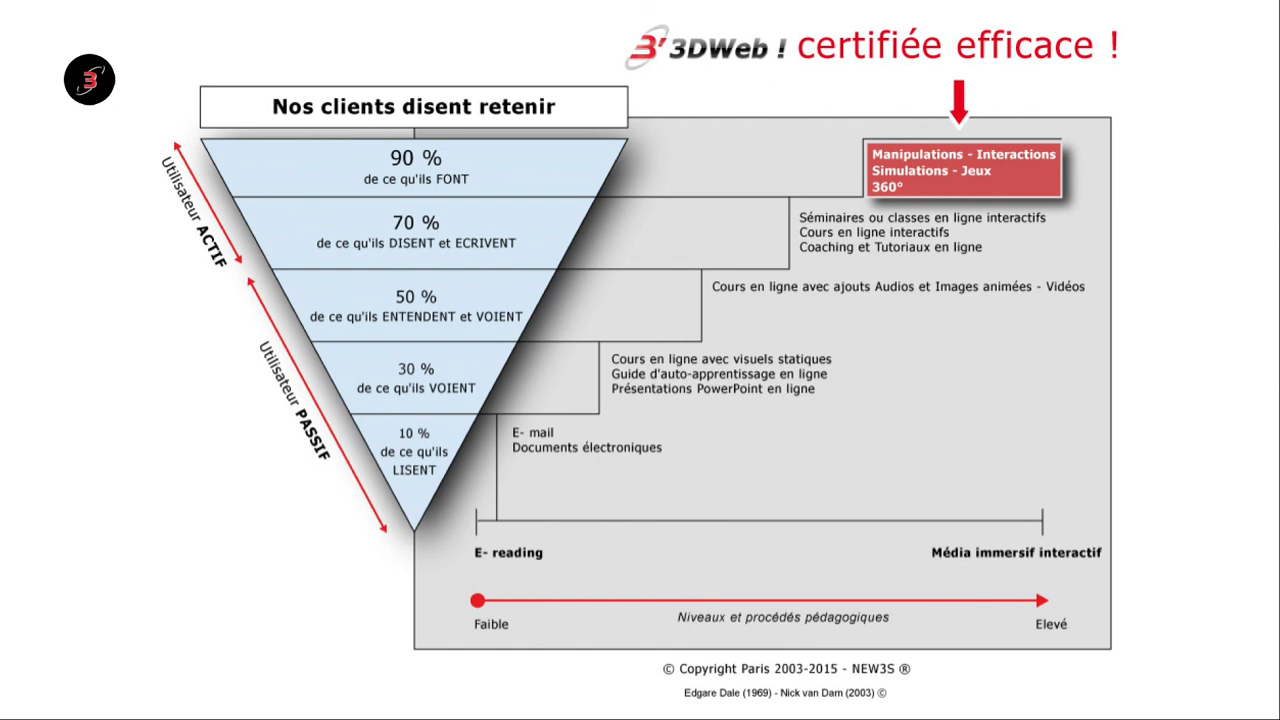 3' 3DWeb ! certifiée efficace !
3
Nos clients disent retenir
90 %
de ce qu'ils FONT
Manipulations - Interactions
Simulations - Jeux
360°
Utilisateur ACTIF
70 %
de ce qu'ils DISENT et ECRIVENT
Séminaires ou classes en ligne interactifs
Cours en ligne interactifs
Coaching et Tutoriaux en ligne
50 %
de ce qu'ils ENTENDENT et VOIENT
Cours en ligne avec ajouts Audios et Images animées - Vidéos
Utilisateur PASSIF
30 %
de ce qu'ils VOIENT
Cours en ligne avec visuels statiques
Guide d'auto-apprentissage en ligne
Présentations PowerPoint en ligne
10 %
de ce qu'ils
LISENT
E- mail
Documents électroniques
E- reading
Média immersif interactif
Niveaux et procédés pédagogiques
Faible
Elevé
© Copyright Paris 2003-2015 - NEW3S ®
Edgare Dale (1969) - Nick van Dam (2003) ©